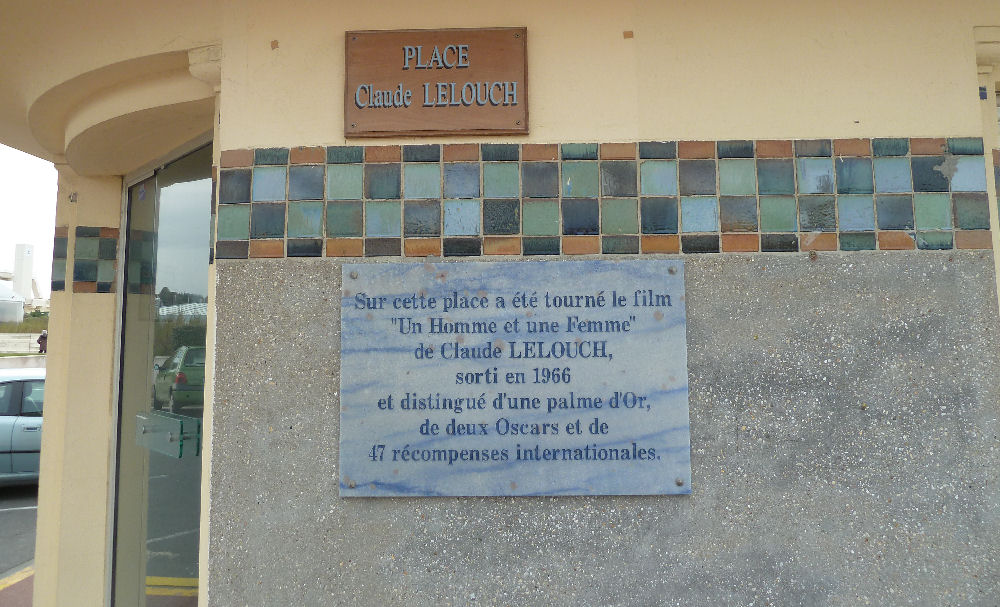 PLACE
Claude LELOUCH
Sur cette place a été tourné le film
"Un Homme et une Femme"
de Claude LELOUCH,
sorti en 1966
et distingué d'une palme d'Or,
de deux Oscars et de
47 récompenses internationales.